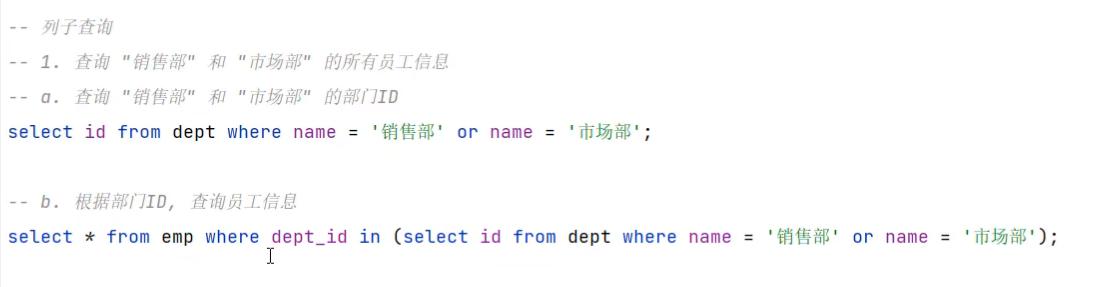 -- 列子查询
-- 1. 查询 "销售部" 和 "市场部" 的所有员工信息
-- a. 查询 "销售部" 和 "市场部" 的部门ID
select id from dept where name = '销售部' or name = '市场部';
-- b. 根据部门ID, 查询员工信息
select * from emp where dept_id in (select id from dept where name = '销售部' or name = '市场部');